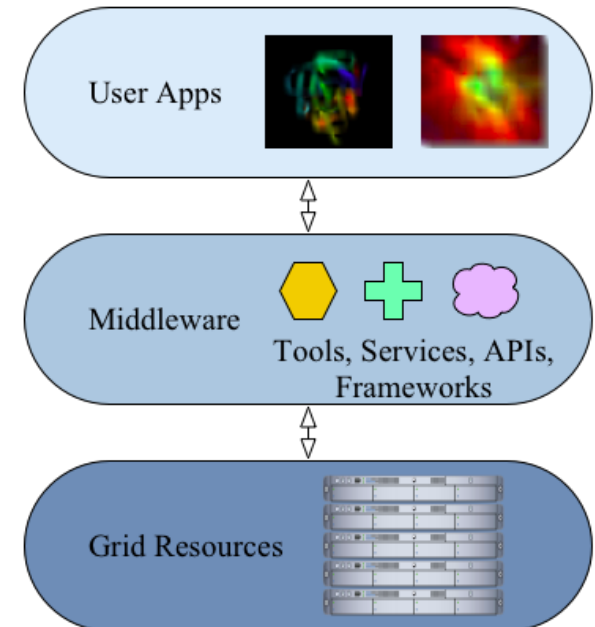 User Apps
Middleware
Tools, Services, APIs,
Frameworks
Grid Resources